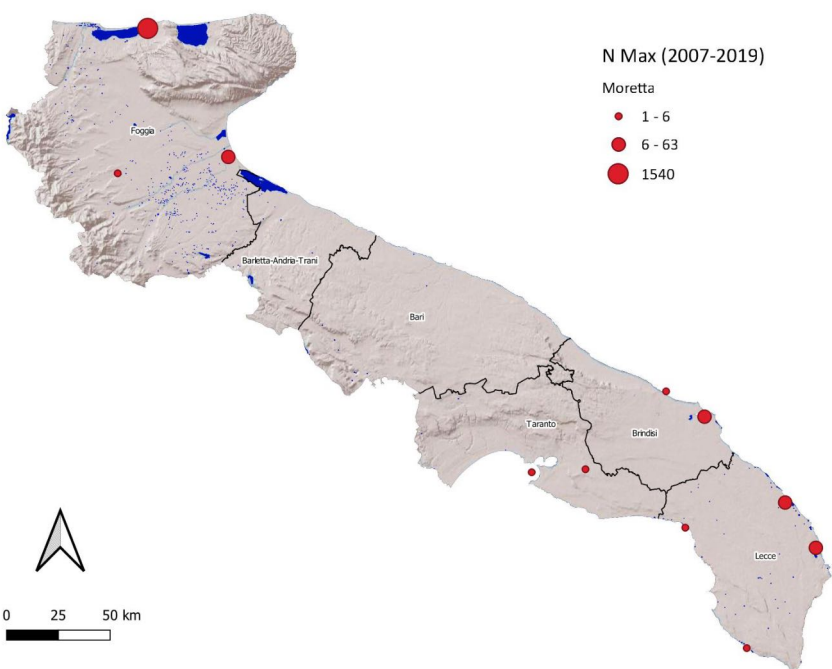 N Max (2007-2019)
Moretta
1 - 6
6 - 63
1540
Foggia
Barletta-Andria-Trani
Bari
Taranto
Brindisi
Lecce
0 25 50 km